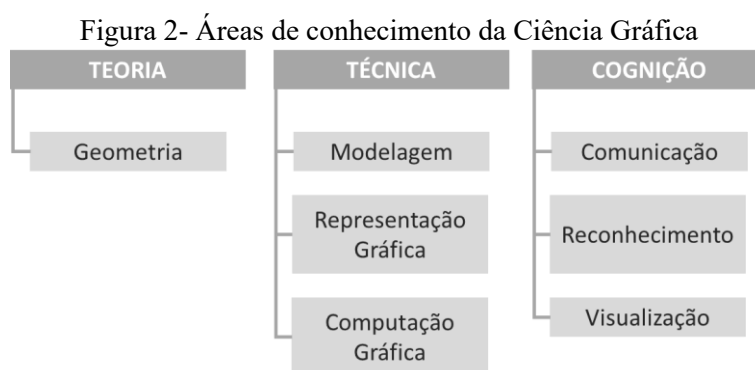 Figura 2- Áreas de conhecimento da Ciência Gráfica
TEORIA
Geometria
TÉCNICA
Modelagem
Representação
Gráfica
Computação
Gráfica
COGNIÇÃO
Comunicação
Reconhecimento
Visualização